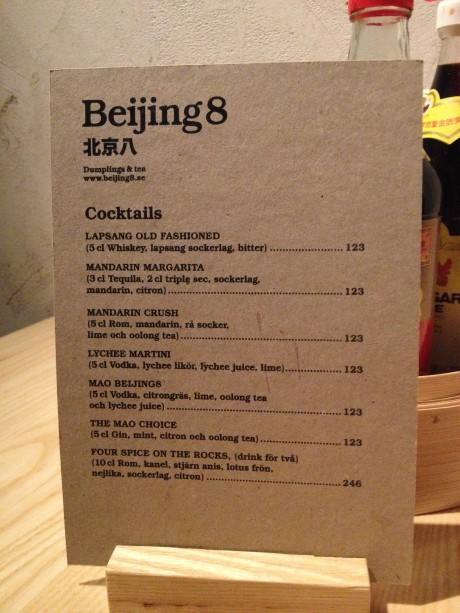 Beijing8
北京八
Dumplings & tea
www.beijing8.se
Cocktails
LAPSANG OLD FASHIONED
(5 cl Whiskey, lapsang sockerlag, bitter) 123
MANDARIN MARGARITA
(3 cl Tequila, 2 cl triple sec, sockerlag,
mandarin, citron) 123
MANDARIN CRUSH
(5 cl Rom, mandarin, rå socker,
lime och oolong tea) 123
LYCHEE MARTINI
(5 cl Vodka, lychee likör, lychee juice, lime) 123
MAO BEIJING8
(5 cl Vodka, citrongräs, lime, oolong tea
och lychee juice) 123
THE MAO CHOICE
(5 cl Gin, mint, citron och oolong tea) 123
FOUR SPICE ON THE ROCKS, (drink för två)
(10 cl Rom, kanel, stjärn anis, lotus frön,
nejlika, sockerlag, citron) 246